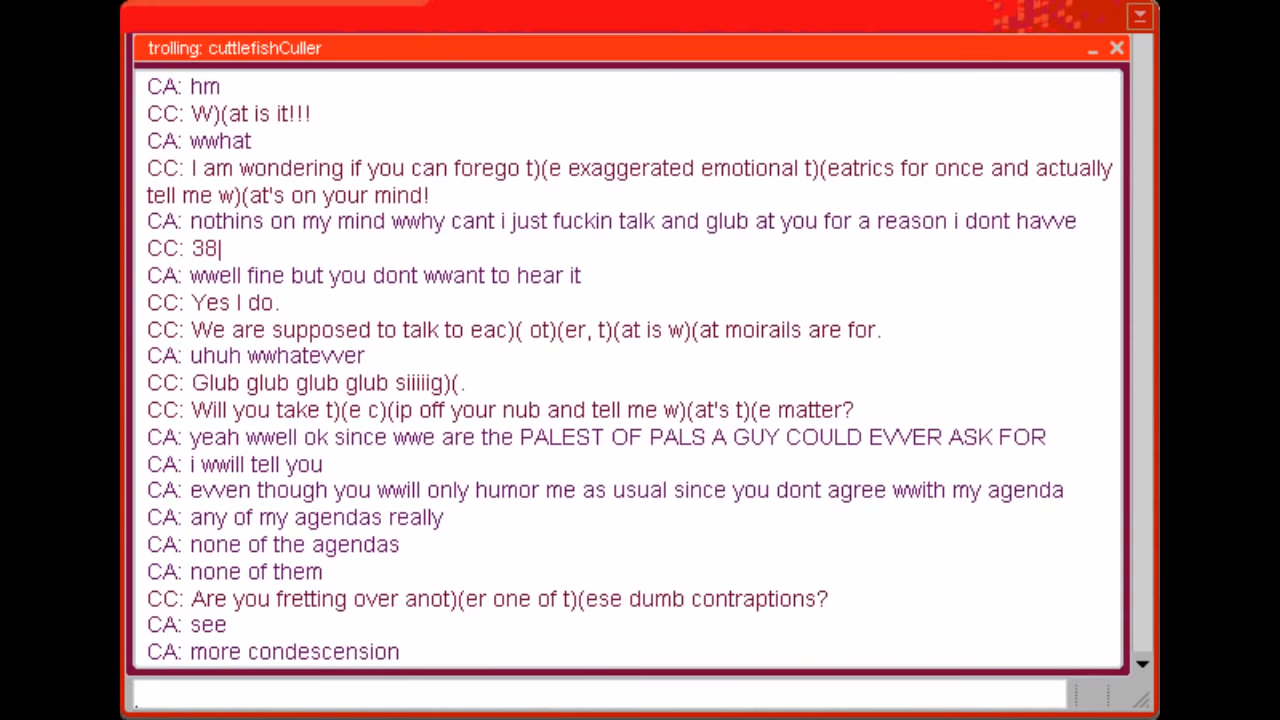 trolling: cuttlefishCuller
CA: hm
CC: W)(at is it!!!
CA: wwhat
CC: I am wondering if you can forego t)(e exaggerated emotional t)(eatrics for once and actually
tell me w)(at's on your mind!
CA: nothins on my mind wwhy cant i just fuckin talk and glub at you for a reason i dont havve
CC: 38|
CA: wwell fine but you dont wwant to hear it
CC: Yes I do.
CC: We are supposed to talk to eac)( ot)(er, t)(at is w)(at moirails are for.
CA: uhuh wwhatevver
CC: Glub glub glub glub siiiiig)(.
CC: Will you take t)(e c)(ip off your nub and tell me w)(at's t)(e matter?
CA: yeah wwell ok since wwe are the PALEST OF PALS A GUY COULD EVVER ASK FOR
CA: i wwill tell you
CA: evven though you wwill only humor me as usual since you dont agree wwith my agenda
CA: any of my agendas really
CA: none of the agendas
CA: none of them
CC: Are you fretting over anot)(er one of t)(ese dumb contraptions?
CA: see
CA: more condescension